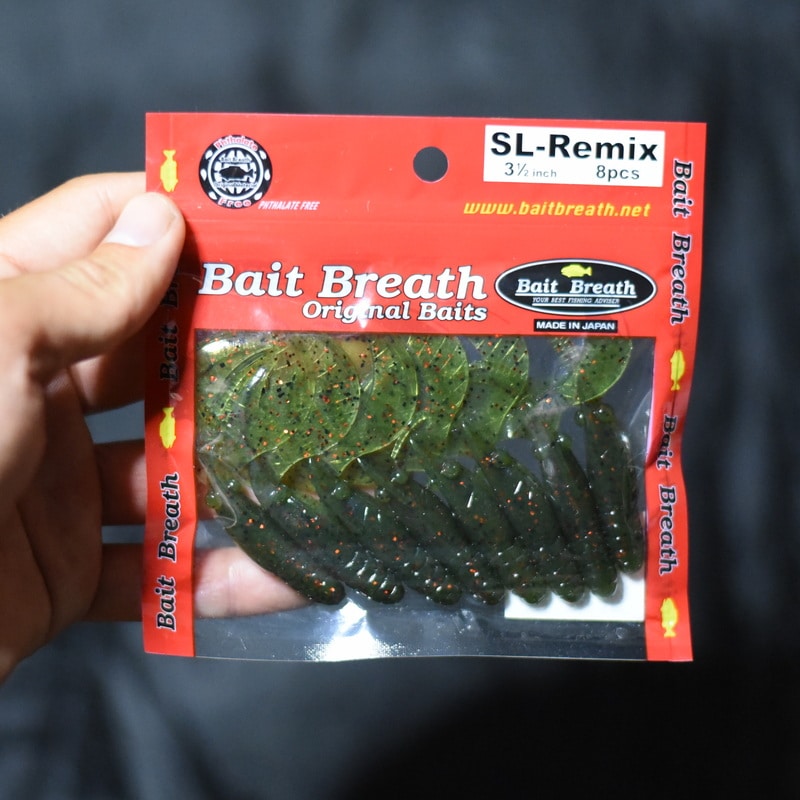 SL-Remix
3½ inch 8pcs
Phthalate
Free
PHTHALATE FREE
www.baitbreath.net
Bait Breath
Original Baits
Bait Breath
YOUR BEST FISHING ADVISER
MADE IN JAPAN
Bait Breath
Bait Breath
Bait Breath
Bait Breath